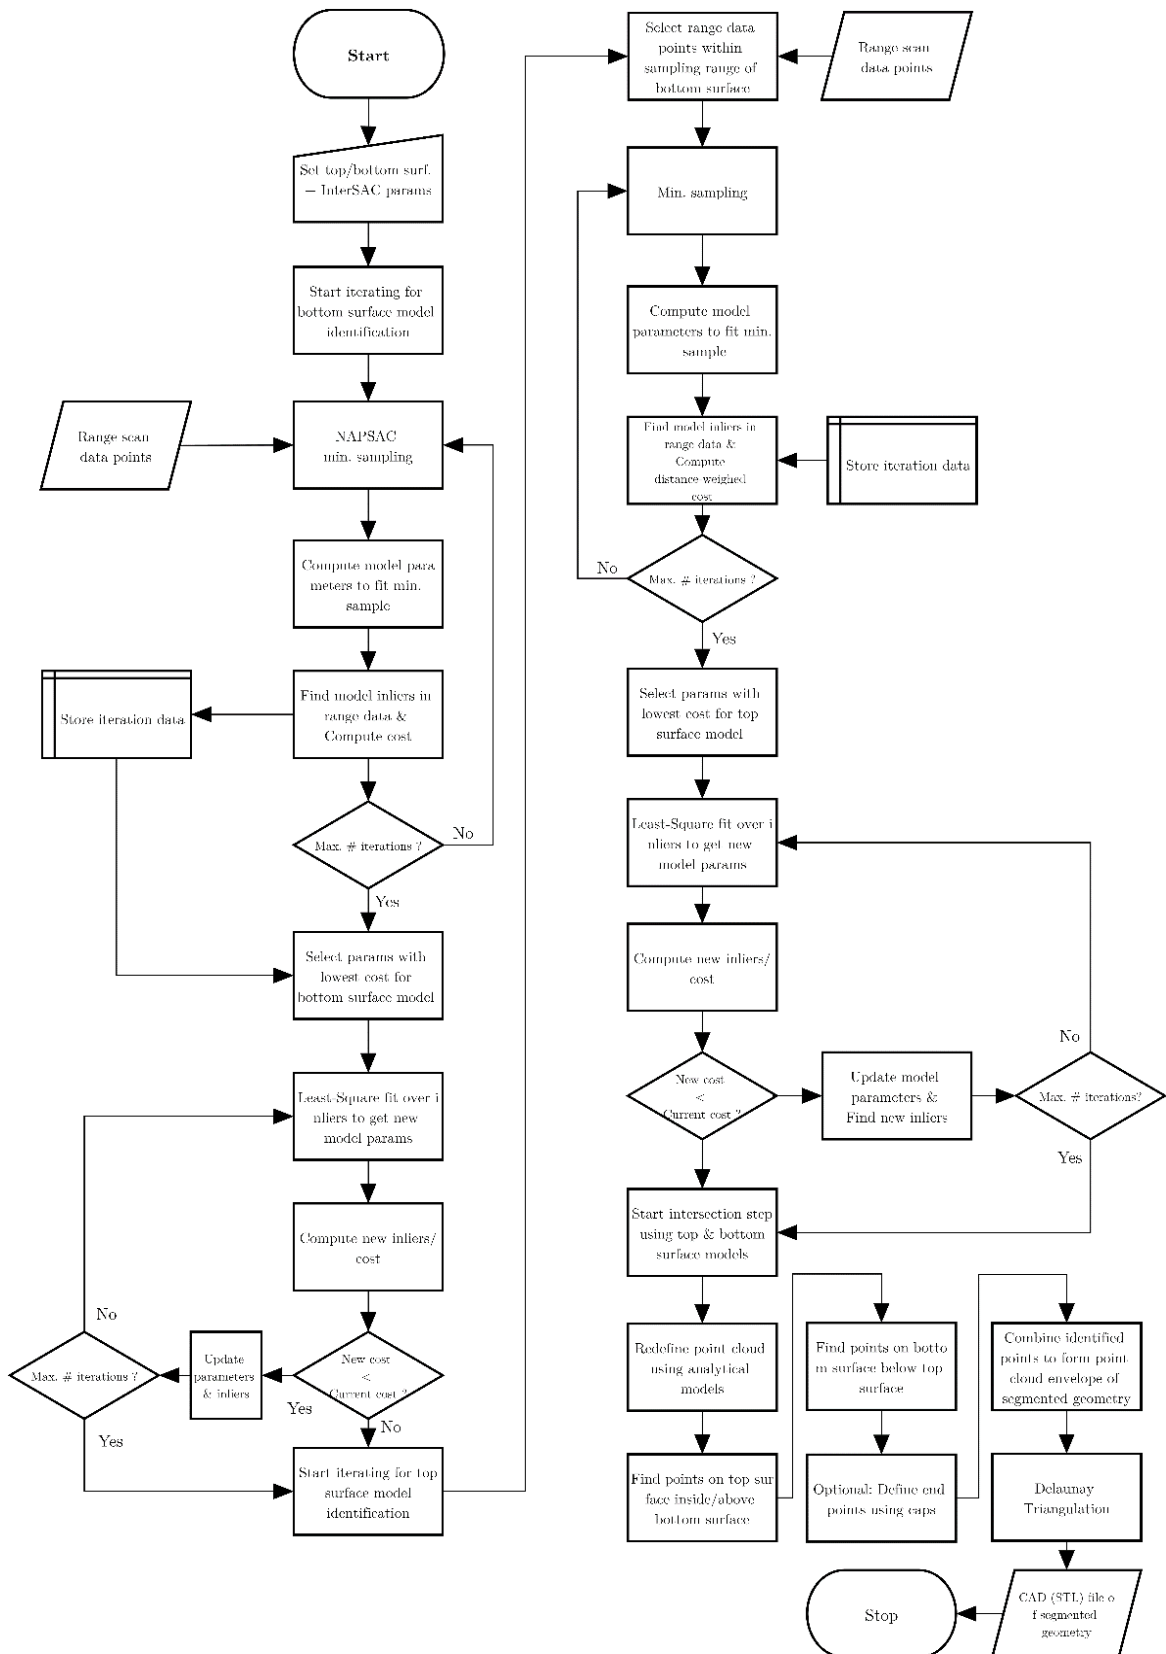 Start
Set top/bottom surf.
– InterSAC params
Start iterating for
bottom surface model
identification
Range scan
data points
NAPSAC
min. sampling
Compute model para
meters to fit min.
sample
Store iteration data
Find model inliers in
range data &
Compute cost
Max. # iterations ?
No
Yes
Select params with
lowest cost for
bottom surface model
Least-Square fit over i
nliers to get new
model params
Compute new inliers/
cost
No
Max. # iterations ?
Update
parameters
& inliers
New cost
<
Current cost ?
Yes
No
Yes
Start iterating for top
surface model
identification
Select range data
points within
sampling range of
bottom surface
Range scan
data points
Min. sampling
Compute model
parameters to fit min.
sample
Find model inliers in
range data &
Compute
distance weighed
cost
Store iteration data
No
Max. # iterations ?
Yes
Select params with
lowest cost for top
surface model
Least-Square fit over i
nliers to get new
model params
Compute new inliers/
cost
No
New cost
<
Current cost ?
Update model
parameters &
Find new inliers
Max. # iterations?
Yes
Start intersection step
using top & bottom
surface models
Redefine point cloud
using analytical
models
Find points on top sur
face inside/above
bottom surface
Find points on botto
m surface below top
surface
Optional: Define end
points using caps
Combine identified
points to form point
cloud envelope of
segmented geometry
Delaunay
Triangulation
CAD (STL) file o
f segmented
geometry
Stop